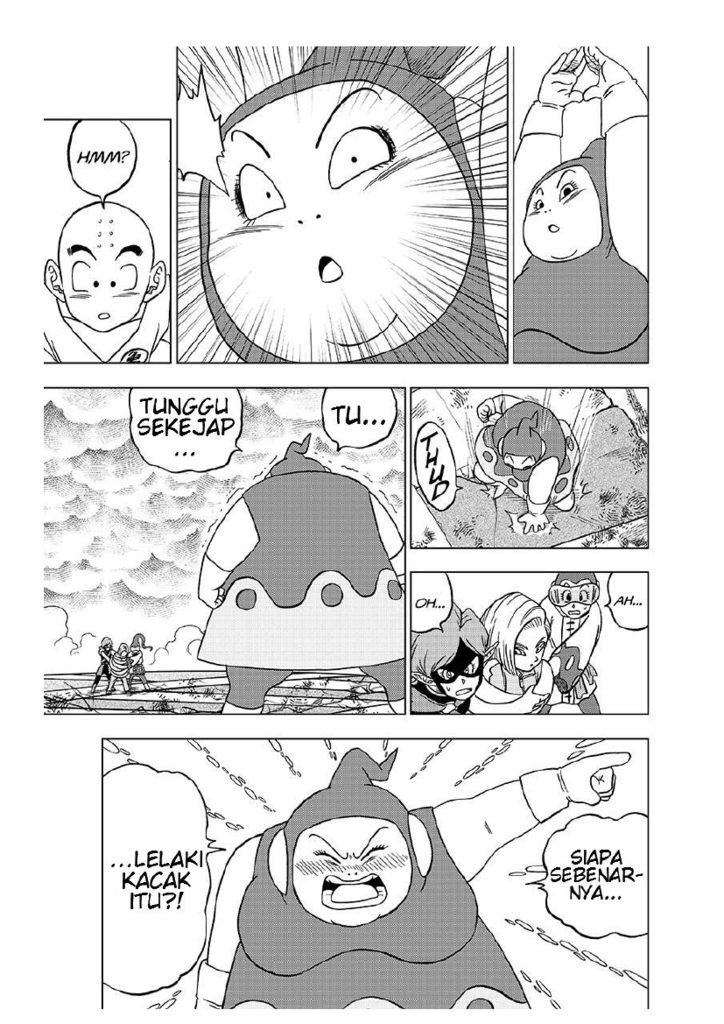 HMM?
THUD
TU...
TUNGGU
SEKEJAP
...
AH...
OH...
SIAPA
SEBENAR-
NYA...
...LELAKI
KACAK
ITU?!